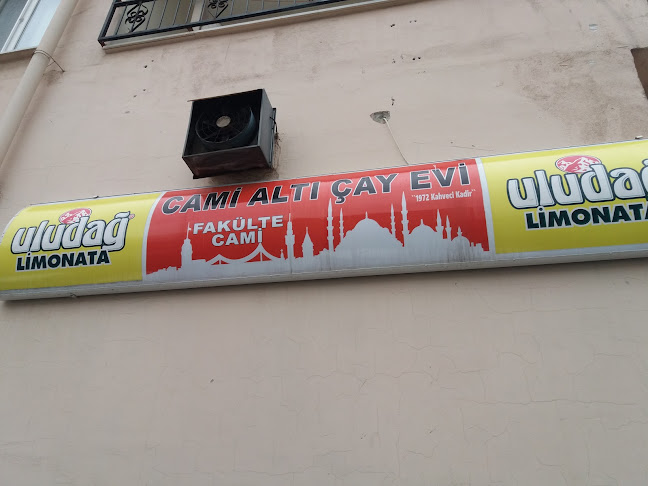 uludağ
LIMONATA
CAMİ ALTI ÇAY EVİ
"1972 Kahveci Kadir"
FAKÜLTE
CAMİ
uludağ
LIMONATA